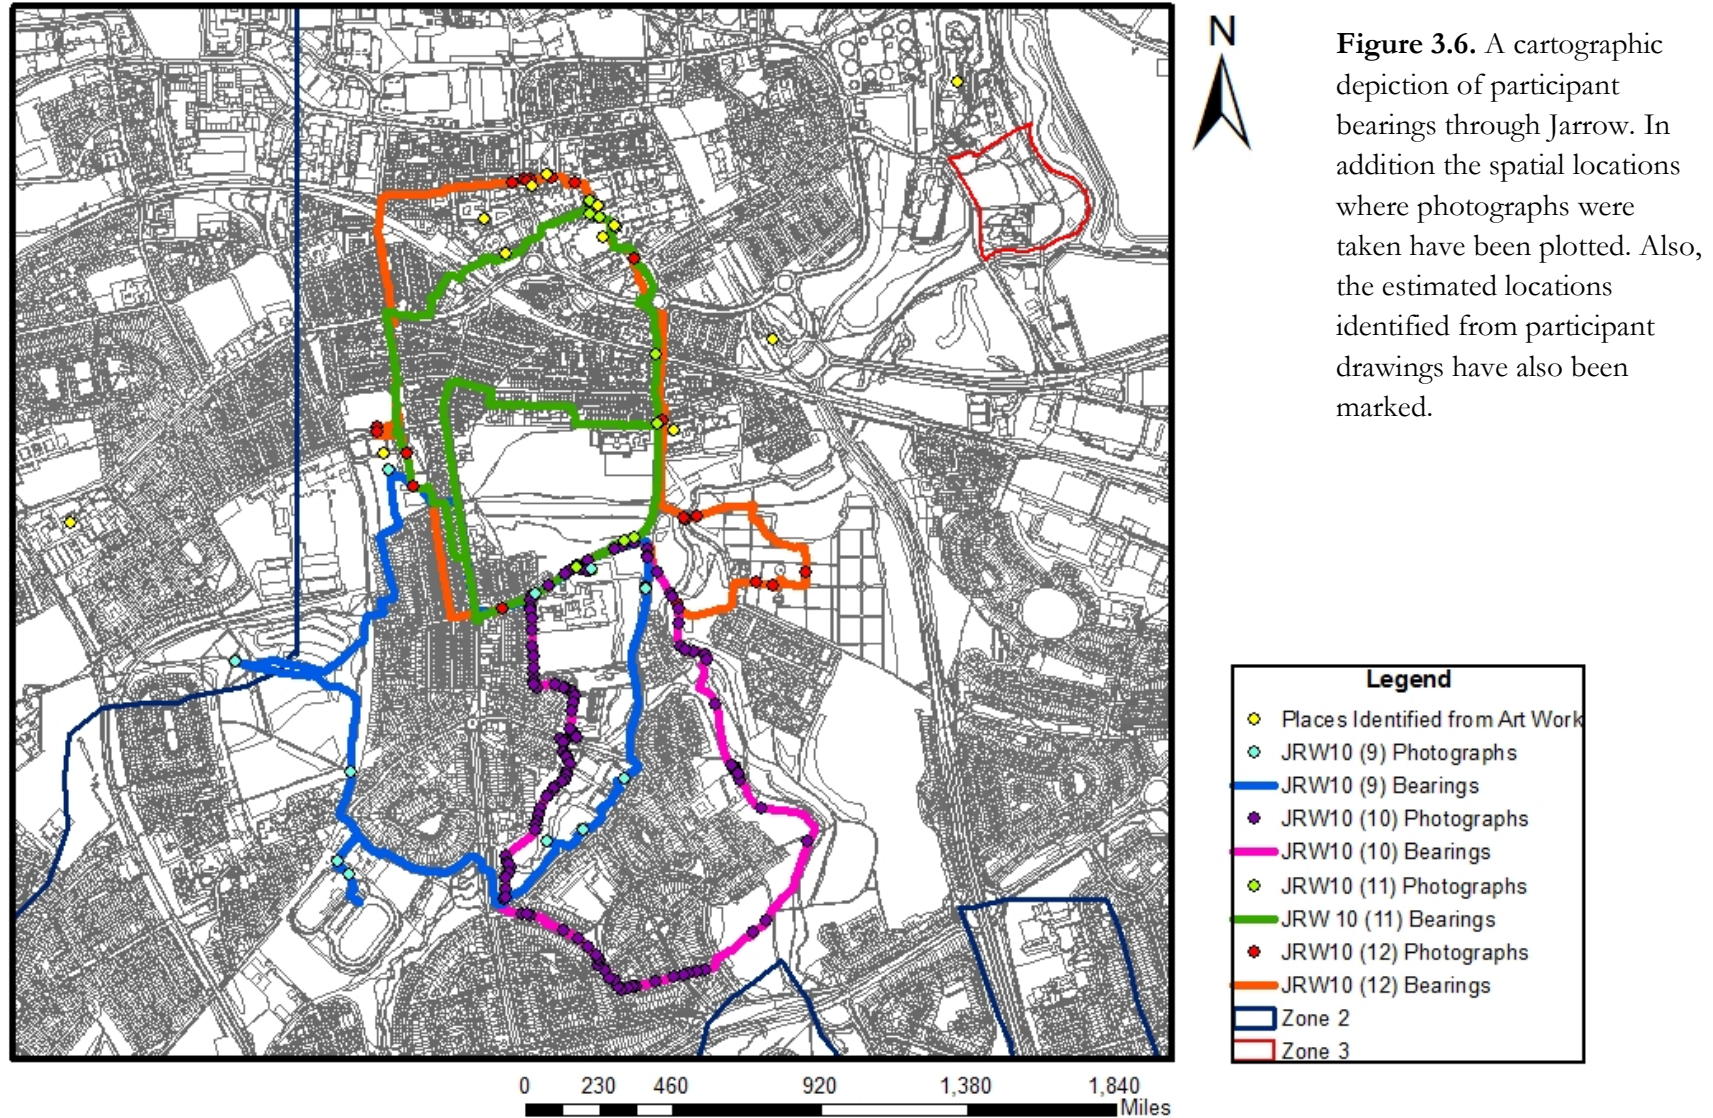 N
Figure 3.6. A cartographic
depiction of participant
bearings through Jarrow. In
addition the spatial locations
where photographs were
taken have been plotted. Also,
the estimated locations
identified from participant
drawings have also been
marked.
Legend
Places Identified from Art Work
JRW10 (9) Photographs
JRW10 (9) Bearings
JRW10 (10) Photographs
JRW10 (10) Bearings
JRW10 (11) Photographs
JRW 10 (11) Bearings
JRW10 (12) Photographs
JRW10 (12) Bearings
Zone 2
Zone 3
0 230 460 920 1,380 1,840
Miles